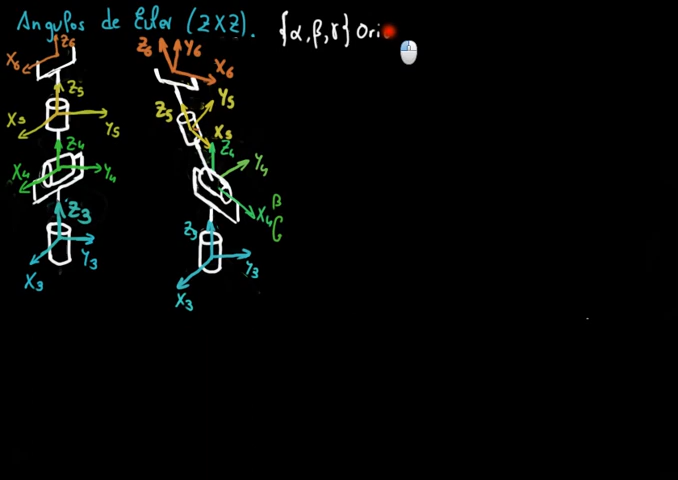 Angulos de Euler (ZXZ). {α, β, γ} Ori
Z6
X6
Z5
X5
Y5
Z4
X4
Y4
Z3
Y3
X3
Z6
Y6
X6
Z5
Y5
X5
Z4
Y4
X4
β
Z3
Y3
X3